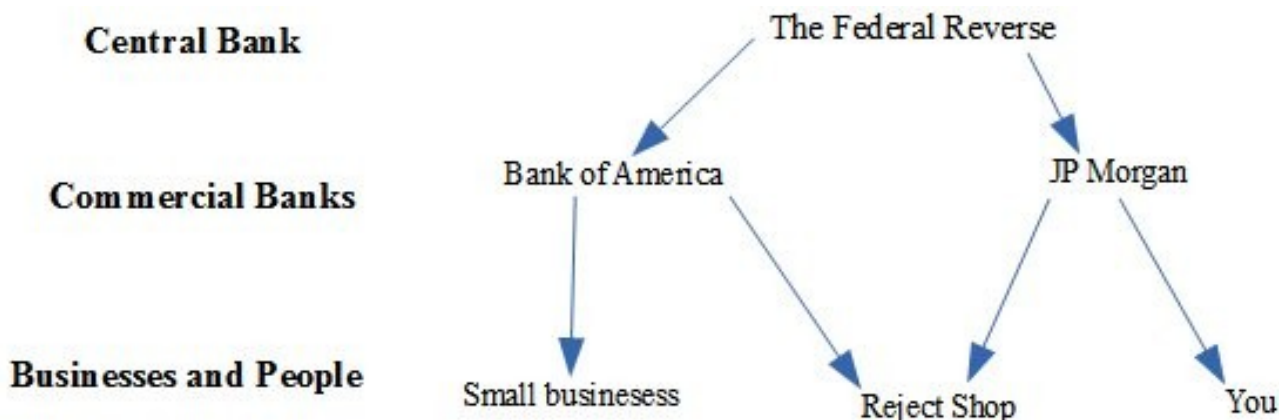 Central Bank
The Federal Reverse
Commercial Banks
Bank of America
JP Morgan
Businesses and People
Small businesess
Reject Shop
You